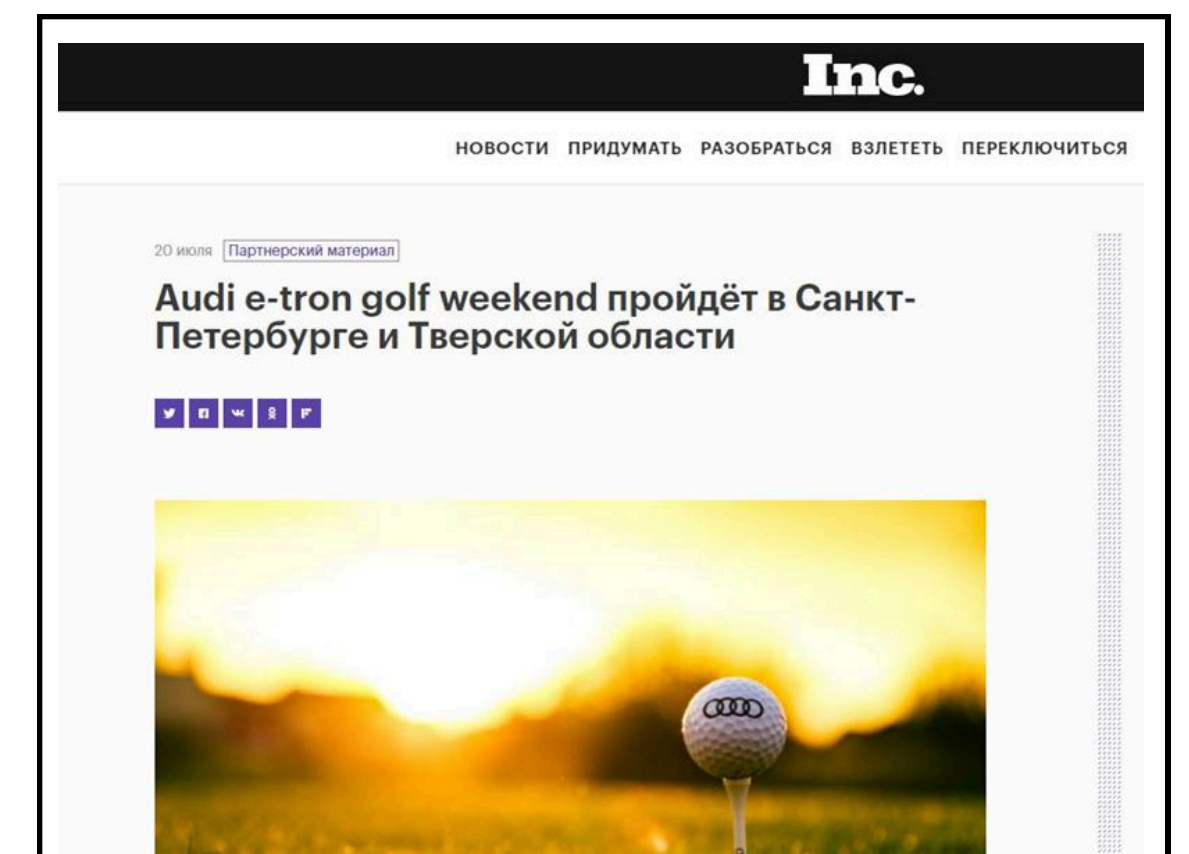 Inc.
НОВОСТИ ПРИДУМАТЬ РАЗОБРАТЬСЯ ВЗЛЕТЕТЬ ПЕРЕКЛЮЧИТЬСЯ
20 июля Партнерский материал
Audi e-tron golf weekend пройдёт в Санкт-
Петербурге и Тверской области